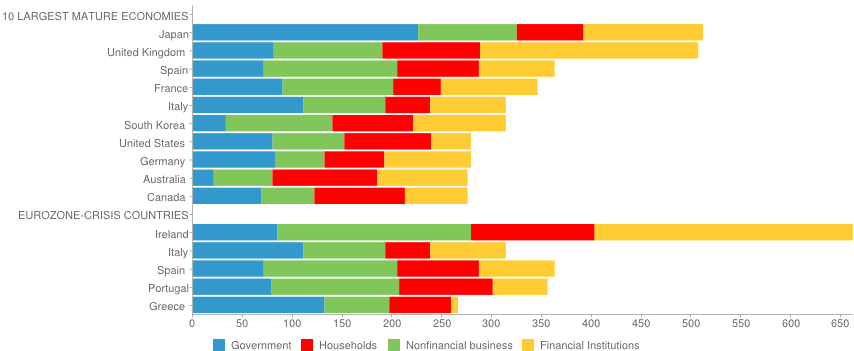 10 LARGEST MATURE ECONOMIES
Japan
United Kingdom
Spain
France
Italy
South Korea
United States
Germany
Australia
Canada
EUROZONE-CRISIS COUNTRIES
Ireland
Italy
Spain
Portugal
Greece
0 50 100 150 200 250 300 350 400 450 500 550 600 650
Government Households Nonfinancial business Financial Institutions